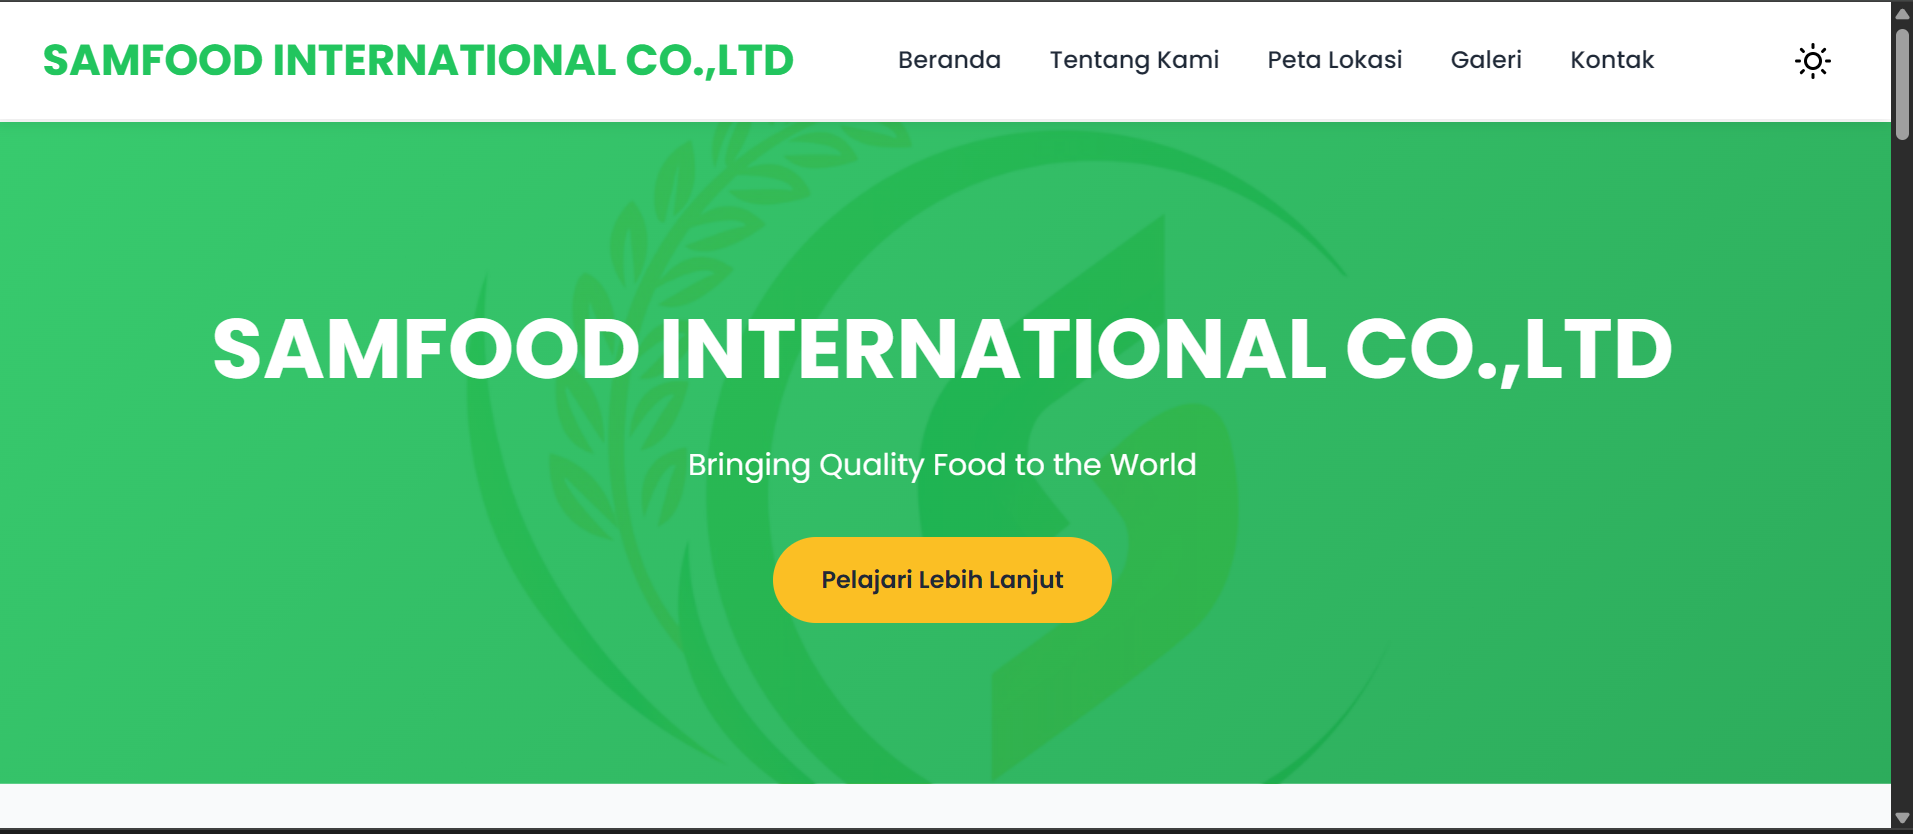 SAMFOOD INTERNATIONAL CO.,LTD
Beranda Tentang Kami Peta Lokasi Galeri Kontak
SAMFOOD INTERNATIONAL CO.,LTD
Bringing Quality Food to the World
Pelajari Lebih Lanjut